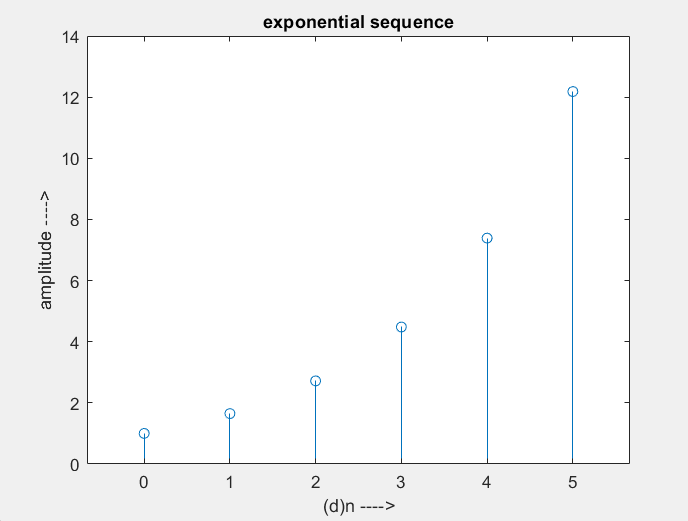 exponential sequence
14
12
10
8
6
4
2
0
amplitude ---->
0 1 2 3 4 5
(d)n ---->